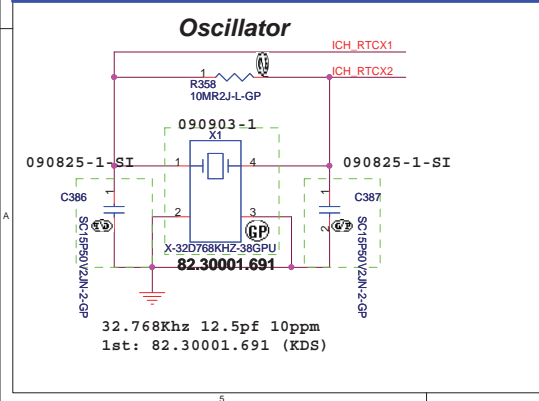 Oscillator
ICH_RTCX1
ICH_RTCX2
1
R358
10MR2J-L-GP
090903-1
X1
090825-1-SI
090825-1-SI
1
4
C386
1
1
C387
A
2
3
2
GP
SC15P50V2JN-2-GP
SC15P50V2JN-2-GP
X-32D768KHZ-38GPU
82.30001.691
32.768Khz 12.5pf 10ppm
1st: 82.30001.691 (KDS)
5